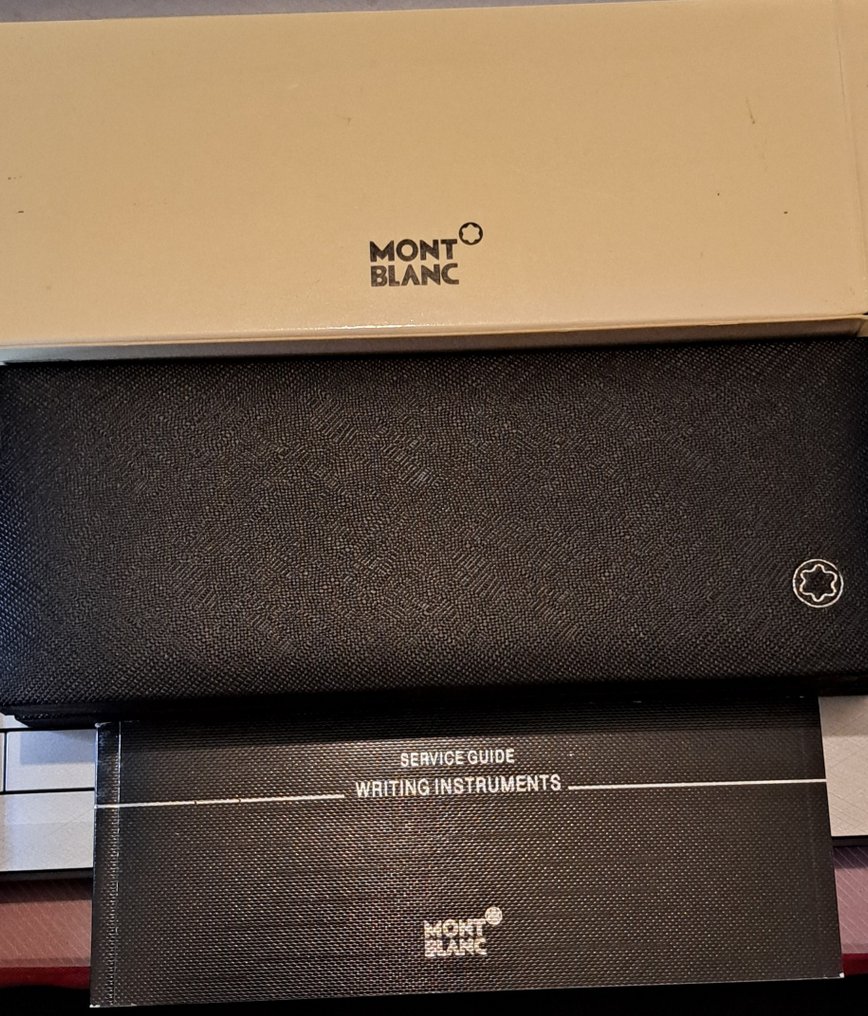 MONT
BLANC
SERVICE GUIDE
WRITING INSTRUMENTS
MONT
BLANC